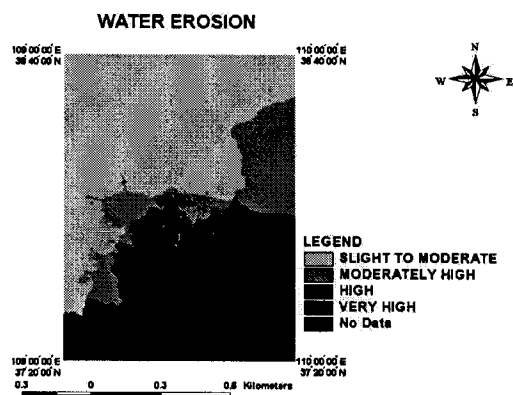 WATER EROSION
109°00'00"E
38°40'00"N
110°00'00"E
38°40'00"N
N
W E
S
LEGEND
SLIGHT TO MODERATE
MODERATELY HIGH
HIGH
VERY HIGH
No Data
109°00'00"E
37°20'00"N
110°00'00"E
37°20'00"N
0.3 0 0.3 0.6 Kilometers